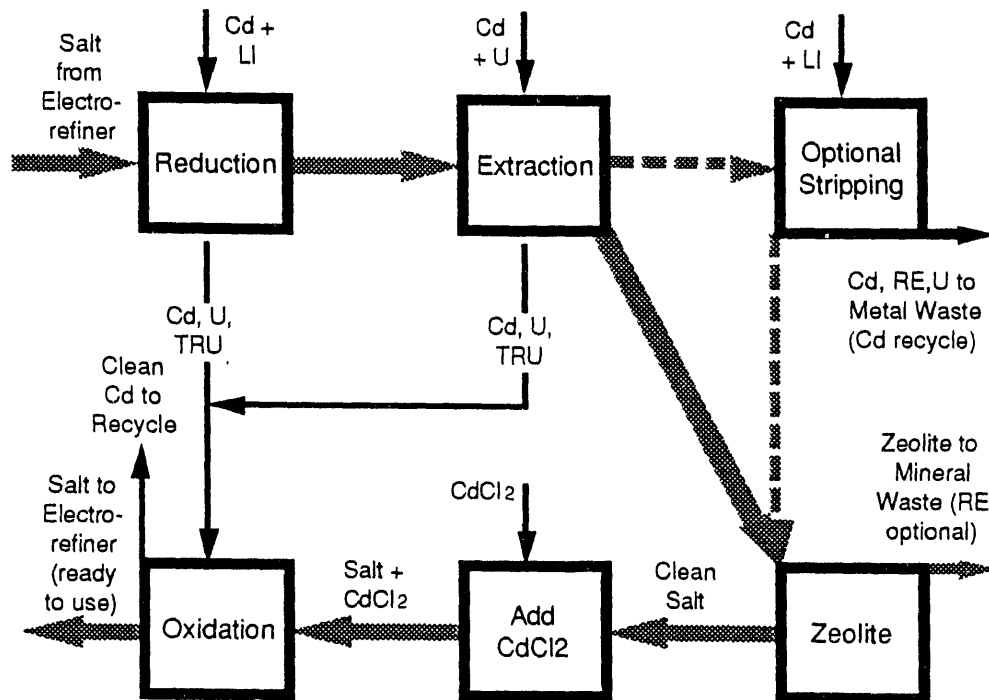 Cd +
LI
Cd
+ U
Cd
+ LI
Salt
from
Electro-
refiner
Reduction
Extraction
Optional
Stripping
Cd, U,
TRU
Cd, U,
TRU
Cd, RE,U to
Metal Waste
(Cd recycle)
Clean
Cd to
Recycle
Zeolite to
Mineral
Waste (RE
optional)
Salt to
Electro-
refiner
(ready
to use)
CdCl2
Salt +
CdCl2
Clean
Salt
Oxidation
Add
CdCl2
Zeolite